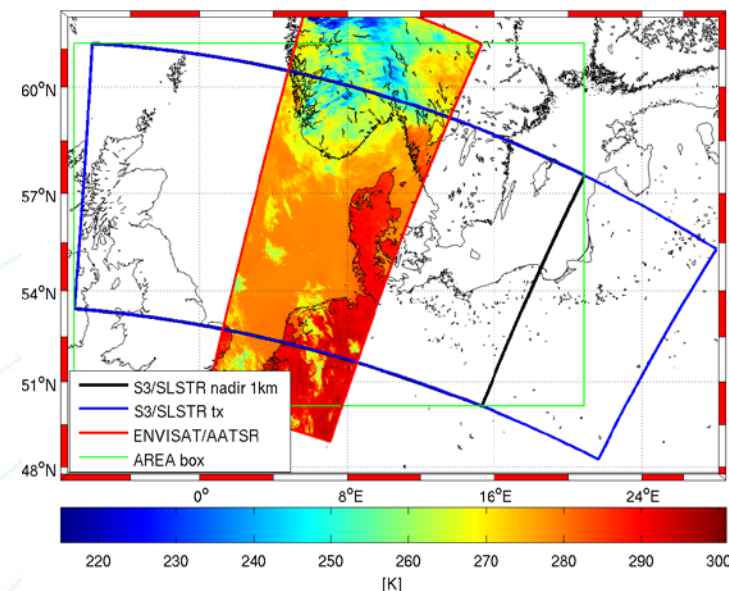 60°N
57°N
54°N
51°N
48°N
S3/SLSTR nadir 1km
S3/SLSTR tx
ENVISAT/AATSR
AREA box
0° 8°E 16°E 24°E
220 230 240 250 260 270 280 290 300
[K]